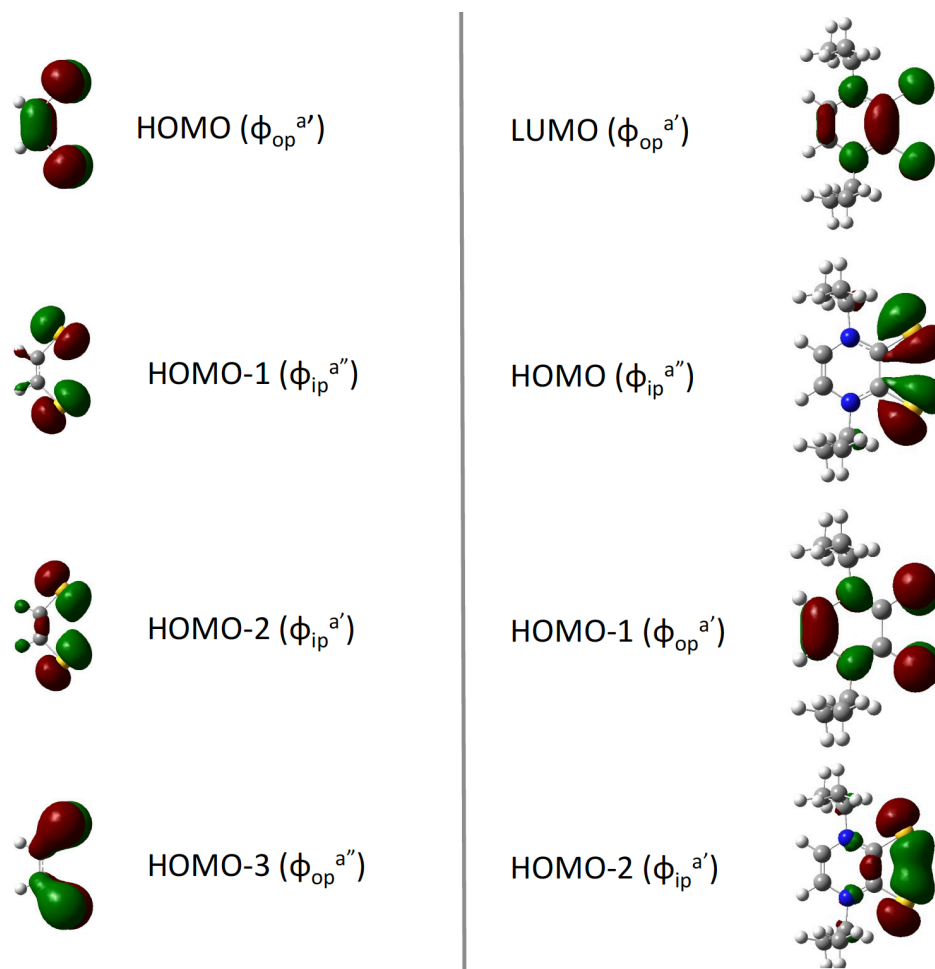 HOMO (ϕop a')
LUMO (ϕop a')
HOMO-1 (ϕip a")
HOMO (ϕip a")
HOMO-2 (ϕip a')
HOMO-1 (ϕop a')
HOMO-3 (ϕop a")
HOMO-2 (ϕip a')